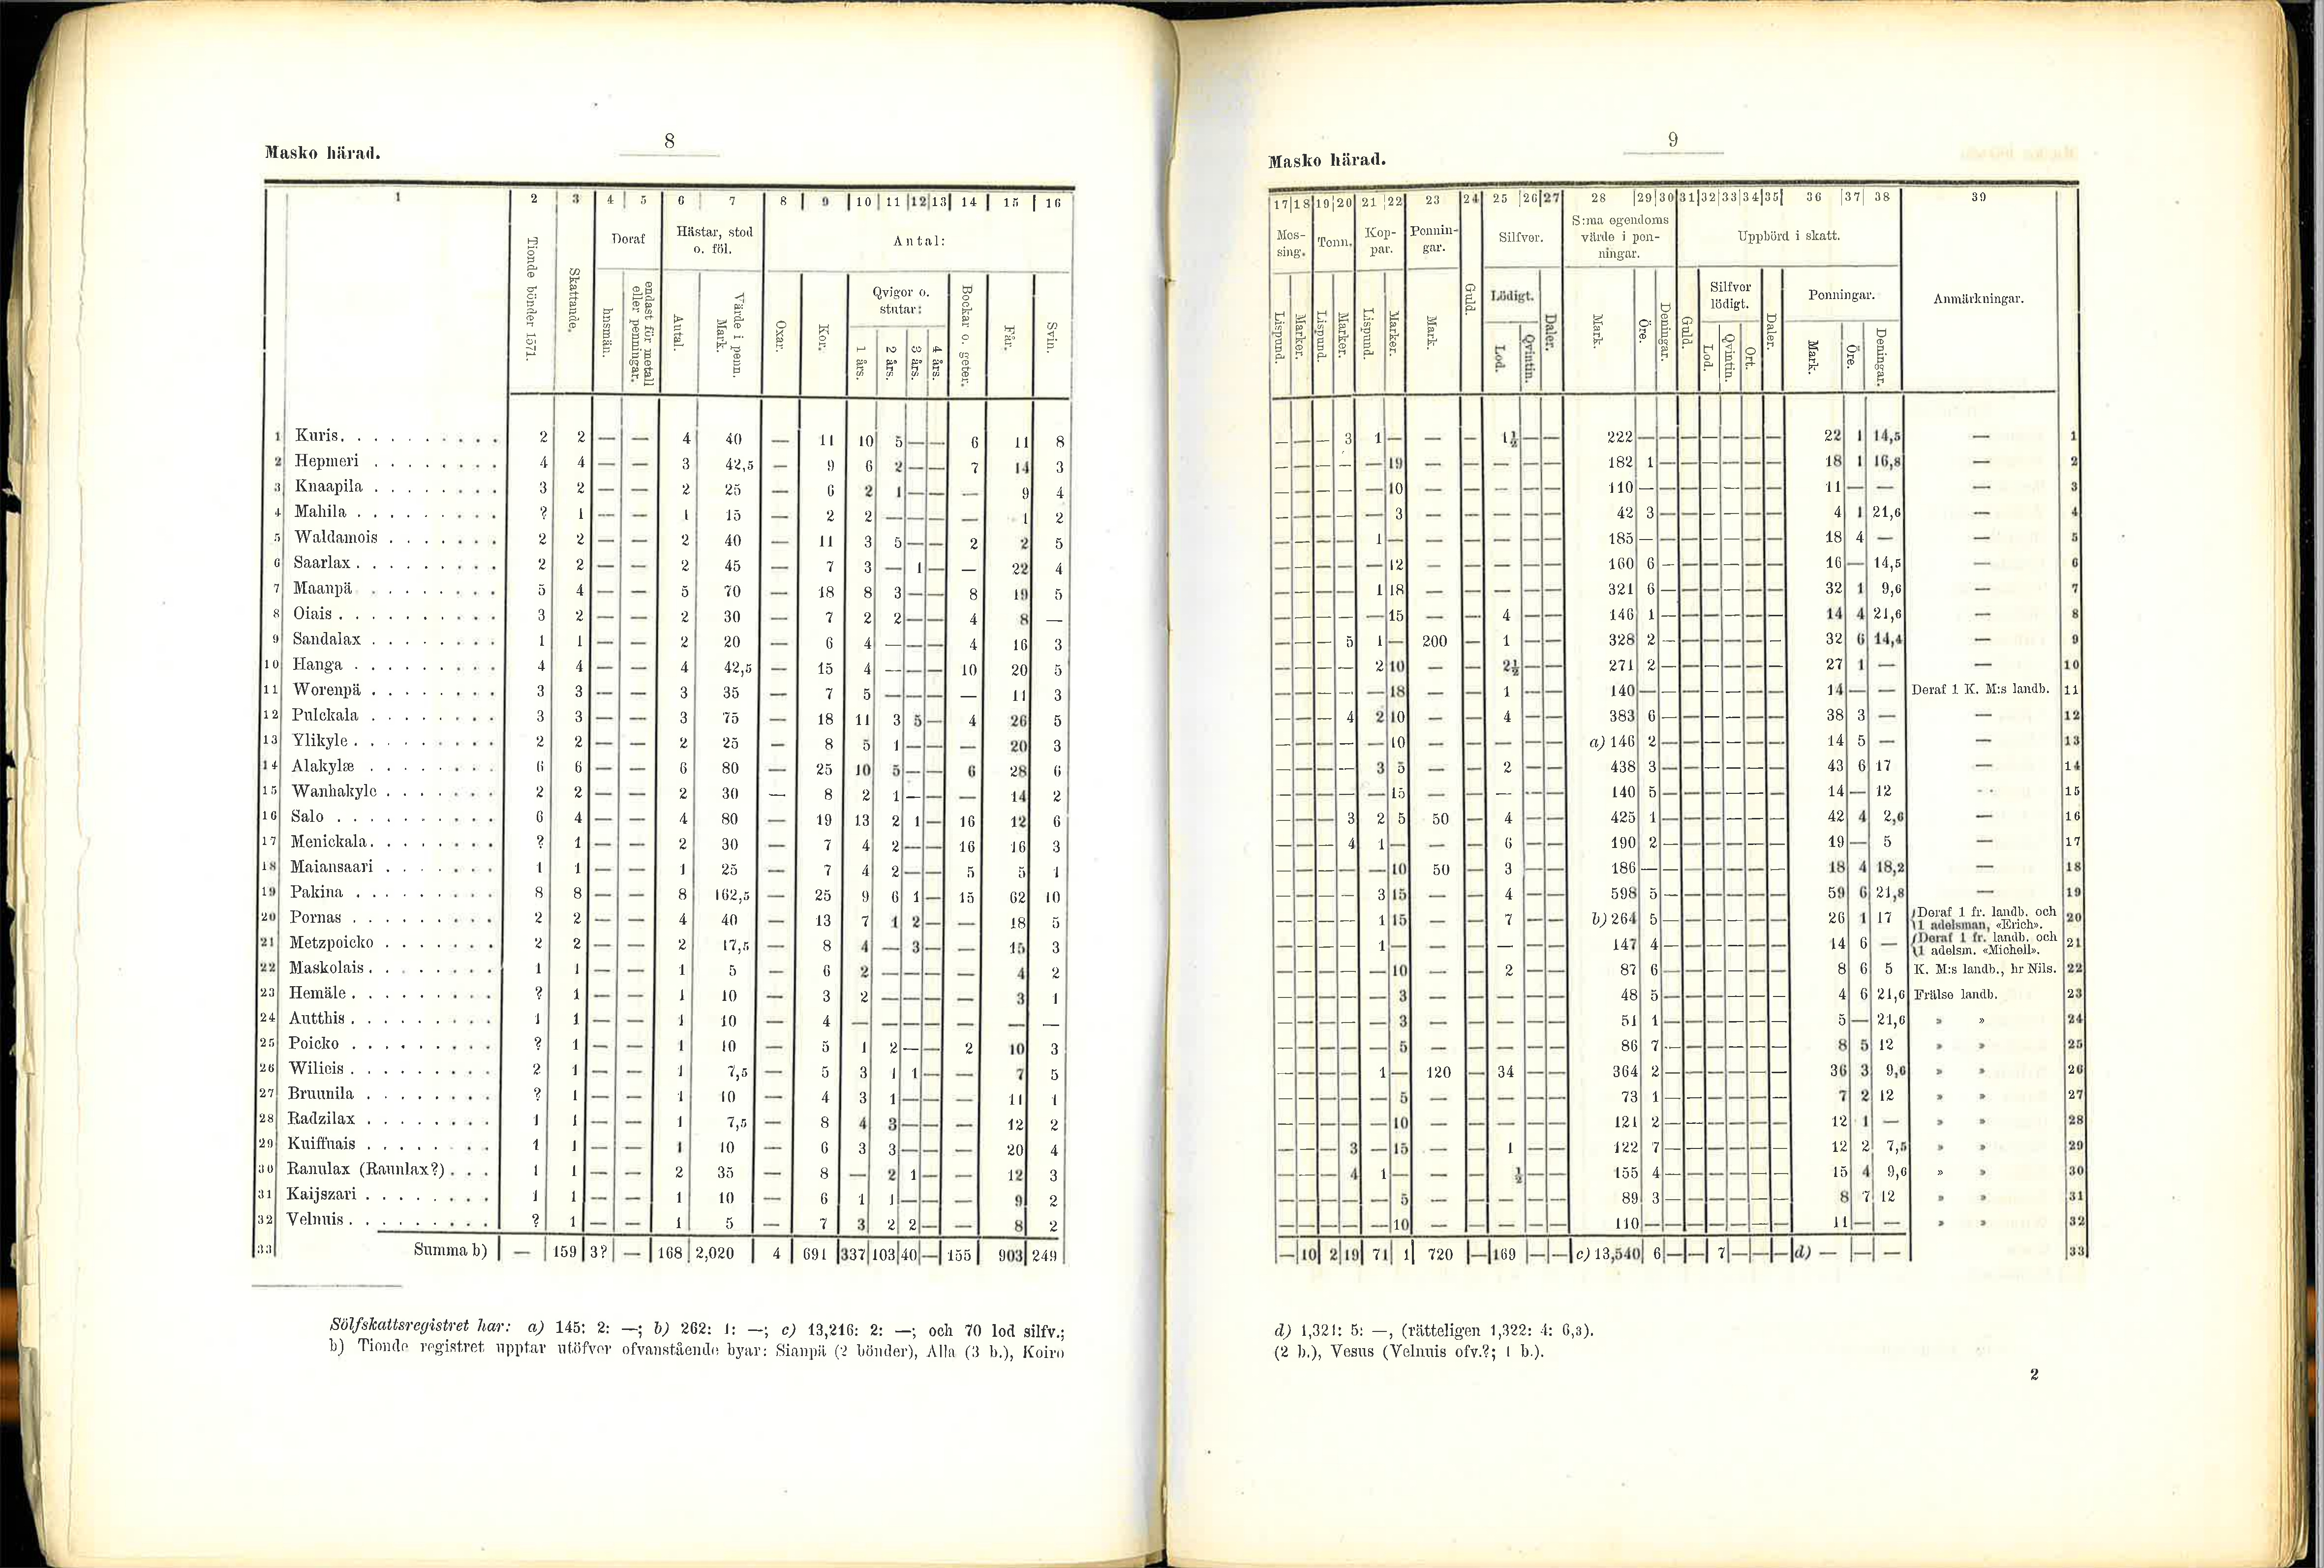 8
Masko härad.
1 2 3 4 5 6 7 8 9 10 11 12 13 14 15 16
Deraf
Hästar, stod o. föl.
Antal:
Tionde bönder 1571.
Skattande.
husmän.
endast för metall eller penningar.
Antal.
Värde i penn. Mark.
Oxar.
Kor.
Qvigor o. stutar:
1 års.
2 års.
3 års.
4 års.
Bockar o. geter.
Får.
Svin.
1 Kuris. 2 2 — — 4 40 — 11 10 5 — — 6 11 8
2 Hepmeri 4 4 — — 3 42,5 — 9 6 2 — — 7 14 3
3 Knaapila 3 2 — — 2 25 — 6 2 1 — — — 9 4
4 Mahila ? 1 — — 1 15 — 2 2 — — — — 1 2
5 Waldamois 2 2 — — 2 40 — 11 3 5 — — 2 2 5
6 Saarlax 2 2 — — 2 45 — 7 3 — 1 — — 22 4
7 Maanpä 5 4 — — 5 70 — 18 8 3 — — 8 19 5
8 Oiais 3 2 — — 2 30 — 7 2 2 — — 4 8 —
9 Sandalax 1 1 — — 2 20 — 6 4 — — — 4 16 3
10 Hanga 4 4 — — 4 42,5 — 15 4 — — — 10 20 5
11 Worenpä 3 3 — — 3 35 — 7 5 — — — — 11 3
12 Pulckala 3 3 — — 3 75 — 18 11 3 5 — 4 26 5
13 Ylikyle 2 2 — — 2 25 — 8 5 1 — — — 20 3
14 Alakylæ 6 6 — — 6 80 — 25 10 5 — — 6 28 6
15 Wanhakyle 2 2 — — 2 30 — 8 2 1 — — — 14 2
16 Salo 6 4 — — 4 80 — 19 13 2 1 — 16 12 6
17 Menickala. ? 1 — — 2 30 — 7 4 2 — — 16 16 3
18 Maiansaari 1 1 — — 1 25 — 7 4 2 — — 5 5 1
19 Pakina 8 8 — — 8 162,5 — 25 9 6 1 — 15 62 10
20 Pornas 2 2 — — 4 40 — 13 7 1 2 — — 18 5
21 Metzpoicko 2 2 — — 2 17,5 — 8 4 — 3 — — 15 3
22 Maskolais. 1 1 — — 1 5 — 6 2 — — — — 4 2
23 Hemäle ? 1 — — 1 10 — 3 2 — — — — 3 1
24 Autthis 1 1 — — 1 10 — 4 — — — — — — —
25 Poicko ? 1 — — 1 10 — 5 1 2 — — 2 10 3
26 Wilicis 2 1 — — 1 7,5 — 5 3 1 1 — — 7 5
27 Bruunila ? 1 — — 1 10 — 4 3 1 — — — 11 1
28 Radzilax 1 1 — — 1 7,5 — 8 4 3 — — — 12 2
29 Kuiffnais 1 1 — — 1 10 — 6 3 3 — — — 20 4
30 Ranulax (Raunlax?) 1 1 — — 2 35 — 8 — 2 1 — — 12 3
31 Kaijszari 1 1 — — 1 10 — 6 1 1 — — — 9 2
32 Velnuis ? 1 — — 1 5 — 7 3 2 2 — — 8 2
33 Summa b) — 159 3? — 168 2,020 4 691 337 103 40 — 155 903 249
Sölfskattsregistret har: a) 145: 2: —; b) 262: 1: —; c) 13,216: 2: —; och 70 lod silfv.;
b) Tionde registret upptar utöfver ofvanstående byar: Sianpä (2 bönder), Alla (3 b.), Koiro
9
Masko härad.
17 18 19 20 21 22 23 24 25 26 27 28 29 30 31 32 33 34 35 36 37 38 39
Mes-sing.
Tenn.
Kop-par.
Pennin-gar.
Guld.
Silfver.
S:ma egendoms värde i pen-ningar.
Uppbörd i skatt.
Anmärkningar.
Lispund.
Marker.
Lispund.
Marker.
Lispund.
Marker.
Mark.
Lödigt.
Lod.
Qvintin.
Daler.
Mark.
Öre.
Deningar.
Guld.
Silfver lödigt.
Lod.
Qvintin.
Ort.
Daler.
Penningar.
Mark.
Öre.
Deningar.
— — — 3 1 — — — 1½ — — 222 — — — — — — — 22 1 14,5 — 1
— — — — — 19 — — — — — 182 1 — — — — — — 18 1 16,8 — 2
— — — — — 10 — — — — — 110 — — — — — — — 11 — — — 3
— — — — — 3 — — — — — 42 3 — — — — — — 4 1 21,6 — 4
— — — — 1 — — — — — — 185 — — — — — — — 18 4 — — 5
— — — — — 12 — — — — — 160 6 — — — — — — 16 — 14,5 — 6
— — — — 1 18 — — — — — 321 6 — — — — — — 32 1 9,6 — 7
— — — — — 15 — — 4 — — 146 1 — — — — — — 14 4 21,6 — 8
— — — 5 1 — 200 — 1 — — 328 2 — — — — — — 32 6 14,4 — 9
— — — — 2 10 — — 2½ — — 271 2 — — — — — — 27 1 — — 10
— — — — — 18 — — 1 — — 140 — — — — — — — 14 — — Deraf 1 K. M:s landb. 11
— — — 4 2 10 — — 4 — — 383 6 — — — — — — 38 3 — — 12
— — — — — 10 — — — — — a) 146 2 — — — — — — 14 5 — — 13
— — — — 3 5 — — 2 — — 438 3 — — — — — — 43 6 17 — 14
— — — — — 15 — — — — — 140 5 — — — — — — 14 — 12 — 15
— — — 3 2 5 50 — 4 — — 425 1 — — — — — — 42 4 2,6 — 16
— — — 4 1 — — — 6 — — 190 2 — — — — — — 19 — 5 — 17
— — — — — 10 50 — 3 — — 186 — — — — — — — 18 4 18,2 — 18
— — — — 3 15 — — 4 — — 598 5 — — — — — — 59 6 21,8 — 19
— — — — 1 15 — — 7 — — b) 264 5 — — — — — — 26 1 17 Deraf 1 fr. landb. och 1 adelsman, «Erich». 20
— — — — 1 — — — — — — 147 4 — — — — — — 14 6 — Deraf 1 fr. landb. och 1 adelsm. «Michell». 21
— — — — — 10 — — 2 — — 87 6 — — — — — — 8 6 5 K. M:s landb., hr Nils. 22
— — — — — 3 — — — — — 48 5 — — — — — — 4 6 21,6 Frälse landb. 23
— — — — — 3 — — — — — 51 1 — — — — — — 5 — 21,6 » » 24
— — — — — 5 — — — — — 86 7 — — — — — — 8 5 12 » » 25
— — — — 1 — 120 — 34 — — 364 2 — — — — — — 36 3 9,6 » » 26
— — — — — 5 — — — — — 73 1 — — — — — — 7 2 12 » » 27
— — — — — 10 — — — — — 121 2 — — — — — — 12 1 — » » 28
— — — 3 — 15 — — 1 — — 122 7 — — — — — — 12 2 7,5 » » 29
— — — 4 1 — — — ½ — — 155 4 — — — — — — 15 4 9,6 » » 30
— — — — — 5 — — — — — 89 3 — — — — — — 8 7 12 » » 31
— — — — — 10 — — — — — 110 — — — — — — — 11 — — » » 32
— 10 2 19 71 1 720 — 169 — — c) 13,540 6 — — 7 — — — d) — — — 33
d) 1,321: 5: —, (rätteligen 1,322: 4: 6,3).
(2 b.), Vesus (Velnuis ofv.?; 1 b.).
2